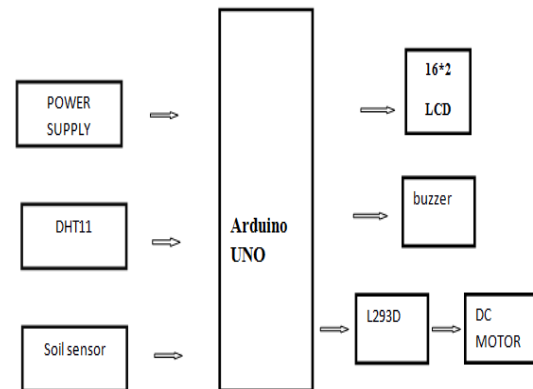 POWER
SUPPLY
DHT11
Soil sensor
Arduino
UNO
16*2
LCD
buzzer
L293D
DC
MOTOR